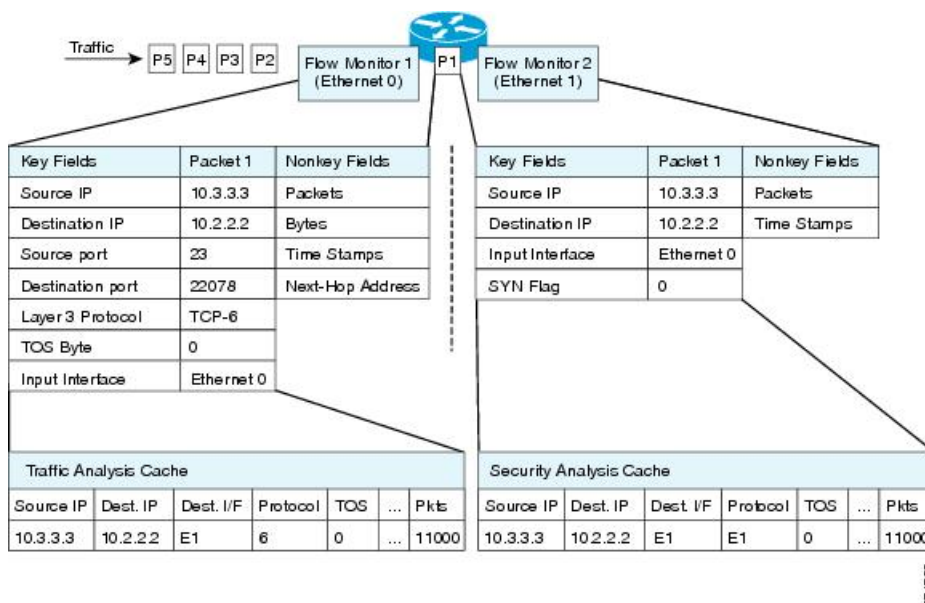 Traffic
P5 P4 P3 P2
Flow Monitor 1
(Ethernet 0)
P1
Flow Monitor 2
(Ethernet 1)
Key Fields Packet 1 Nonkey Fields
Source IP 10.3.3.3 Packets
Destination IP 10.2.2.2 Bytes
Source port 23 Time Stamps
Destination port 22078 Next-Hop Address
Layer 3 Protocol TCP-6
TOS Byte 0
Input Interface Ethernet 0
Key Fields Packet 1 Nonkey Fields
Source IP 10.3.3.3 Packets
Destination IP 10.2.2.2 Time Stamps
Input Interface Ethernet 0
SYN Flag 0
Traffic Analysis Cache
Source IP Dest. IP Dest. I/F Protocol TOS ... Pkts
10.3.3.3 10.2.2.2 E1 6 0 ... 11000
Security Analysis Cache
Source IP Dest. IP Dest. I/F Protocol TOS ... Pkts
10.3.3.3 10.2.2.2 E1 E1 0 ... 11000